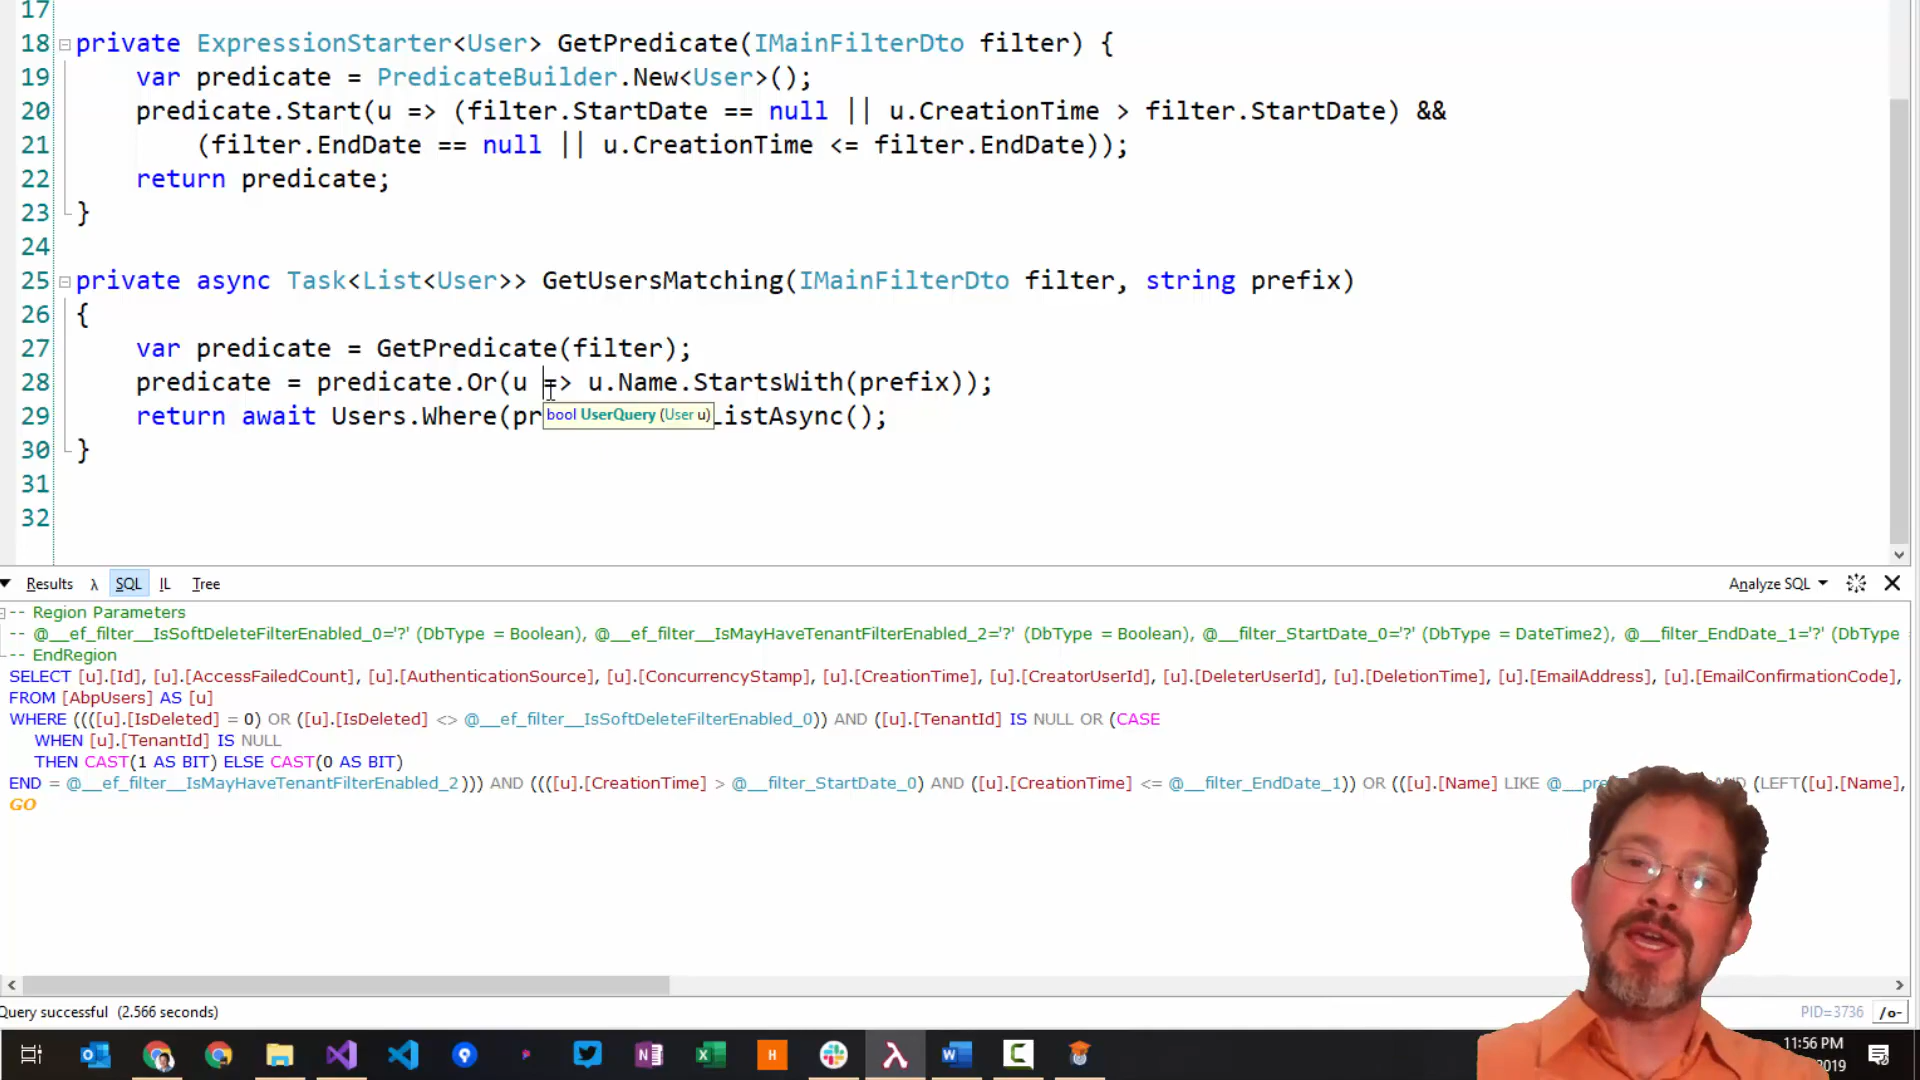 17
18 private ExpressionStarter<User> GetPredicate(IMainFilterDto filter) {
19 var predicate = PredicateBuilder.New<User>();
20 predicate.Start(u => (filter.StartDate == null || u.CreationTime > filter.StartDate) &&
21 (filter.EndDate == null || u.CreationTime <= filter.EndDate));
22 return predicate;
23 }
24
25 private async Task<List<User>> GetUsersMatching(IMainFilterDto filter, string prefix)
26 {
27 var predicate = GetPredicate(filter);
28 predicate = predicate.Or(u => u.Name.StartsWith(prefix));
29 return await Users.Where(pr listAsync();
bool UserQuery (User u)
30 }
31
32
Results λ SQL IL Tree Analyze SQL
-- Region Parameters
-- @__ef_filter__IsSoftDeleteFilterEnabled_0='?' (DbType = Boolean), @__ef_filter__IsMayHaveTenantFilterEnabled_2='?' (DbType = Boolean), @__filter_StartDate_0='?' (DbType = DateTime2), @__filter_EndDate_1='?' (DbType
-- EndRegion
SELECT [u].[Id], [u].[AccessFailedCount], [u].[AuthenticationSource], [u].[ConcurrencyStamp], [u].[CreationTime], [u].[CreatorUserId], [u].[DeleterUserId], [u].[DeletionTime], [u].[EmailAddress], [u].[EmailConfirmationCode],
FROM [AbpUsers] AS [u]
WHERE ((([u].[IsDeleted] = 0) OR ([u].[IsDeleted] <> @__ef_filter__IsSoftDeleteFilterEnabled_0)) AND ([u].[TenantId] IS NULL OR (CASE
WHEN [u].[TenantId] IS NULL
THEN CAST(1 AS BIT) ELSE CAST(0 AS BIT)
END = @__ef_filter__IsMayHaveTenantFilterEnabled_2))) AND ((([u].[CreationTime] > @__filter_StartDate_0) AND ([u].[CreationTime] <= @__filter_EndDate_1)) OR (([u].[Name] LIKE @__pre (LEFT([u].[Name],
GO
Query successful (2.566 seconds) PID=3736 /o-
11:56 PM
2019